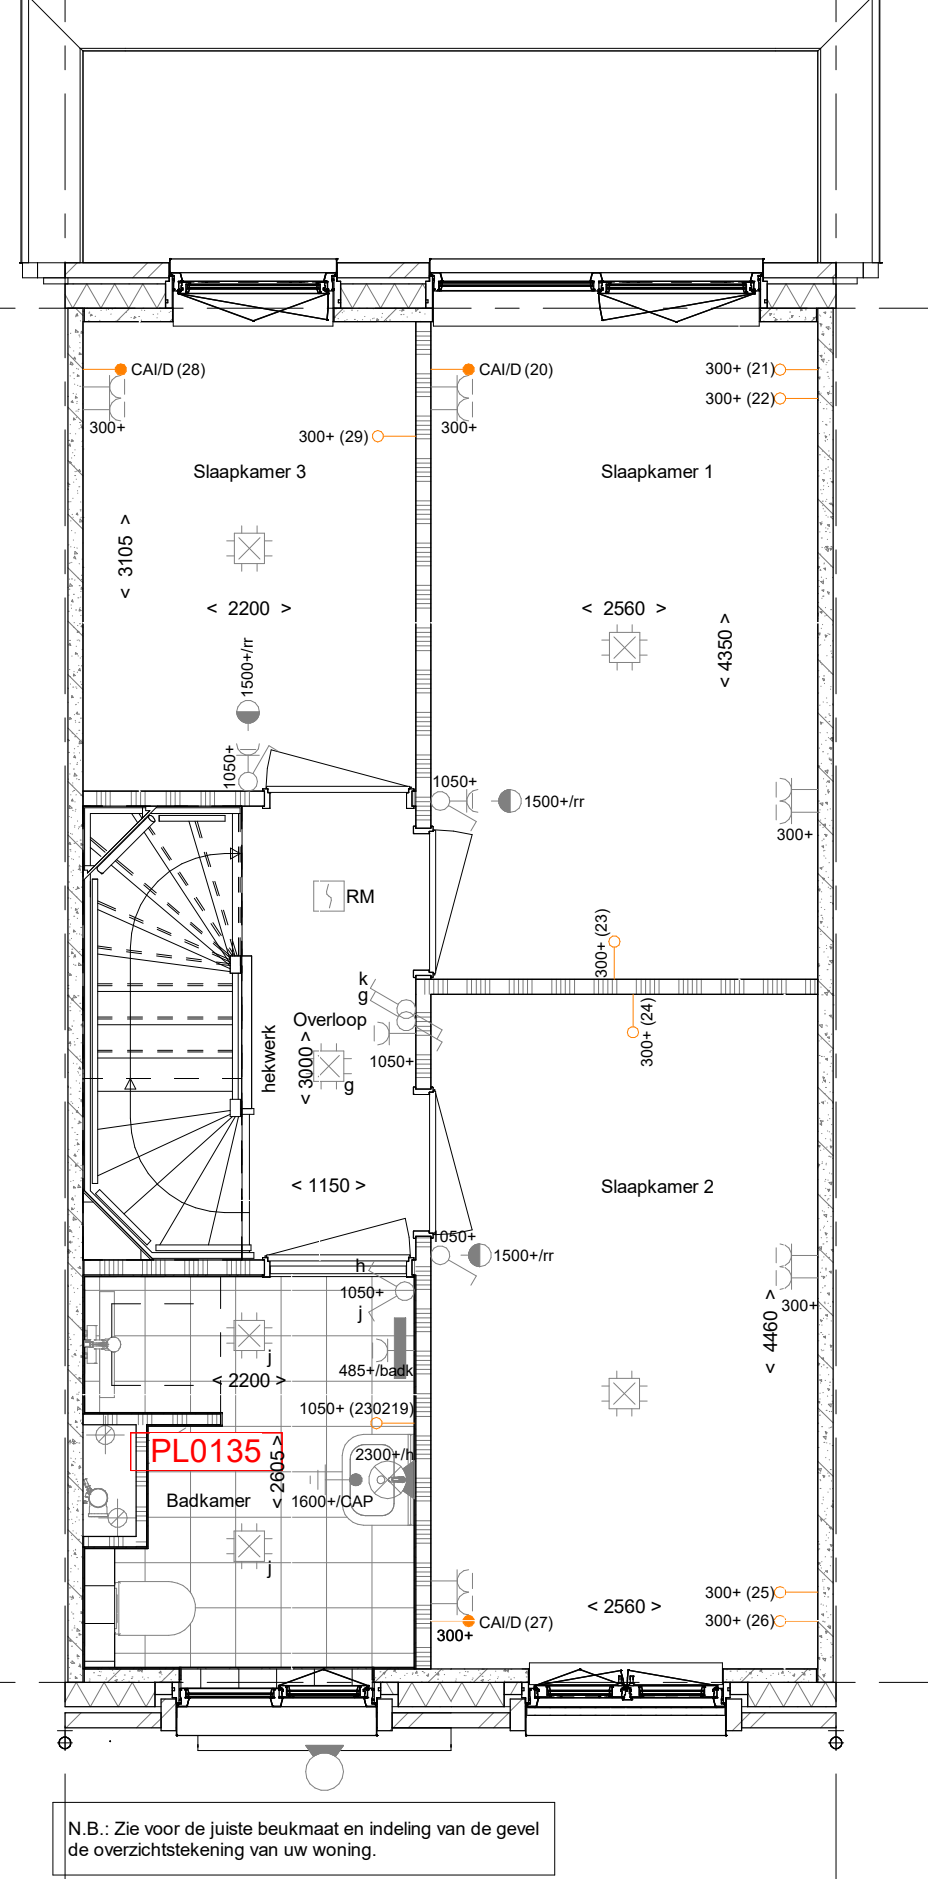 CAI/D (28)
300+
300+ (29)
Slaapkamer 3
< 3105 >
< 2200 >
1500+/rr
1050+
CAI/D (20)
300+
300+ (21)
300+ (22)
Slaapkamer 1
< 2560 >
< 4350 >
1050+
1500+/rr
300+
300+ (23)
RM
k
g
Overloop
1050+
< 3000 >
g
hekwerk
< 1150 >
300+ (24)
Slaapkamer 2
1050+
1500+/rr
300+
< 4460 >
h
1050+
j
j
485+/badk
< 2200 >
1050+ (230219)
PL0135
< 2605 >
2300+/h
1600+/CAP
Badkamer
j
300+ (25)
300+ (26)
< 2560 >
CAI/D (27)
300+
N.B.: Zie voor de juiste beukmaat en indeling van de gevel
de overzichtstekening van uw woning.